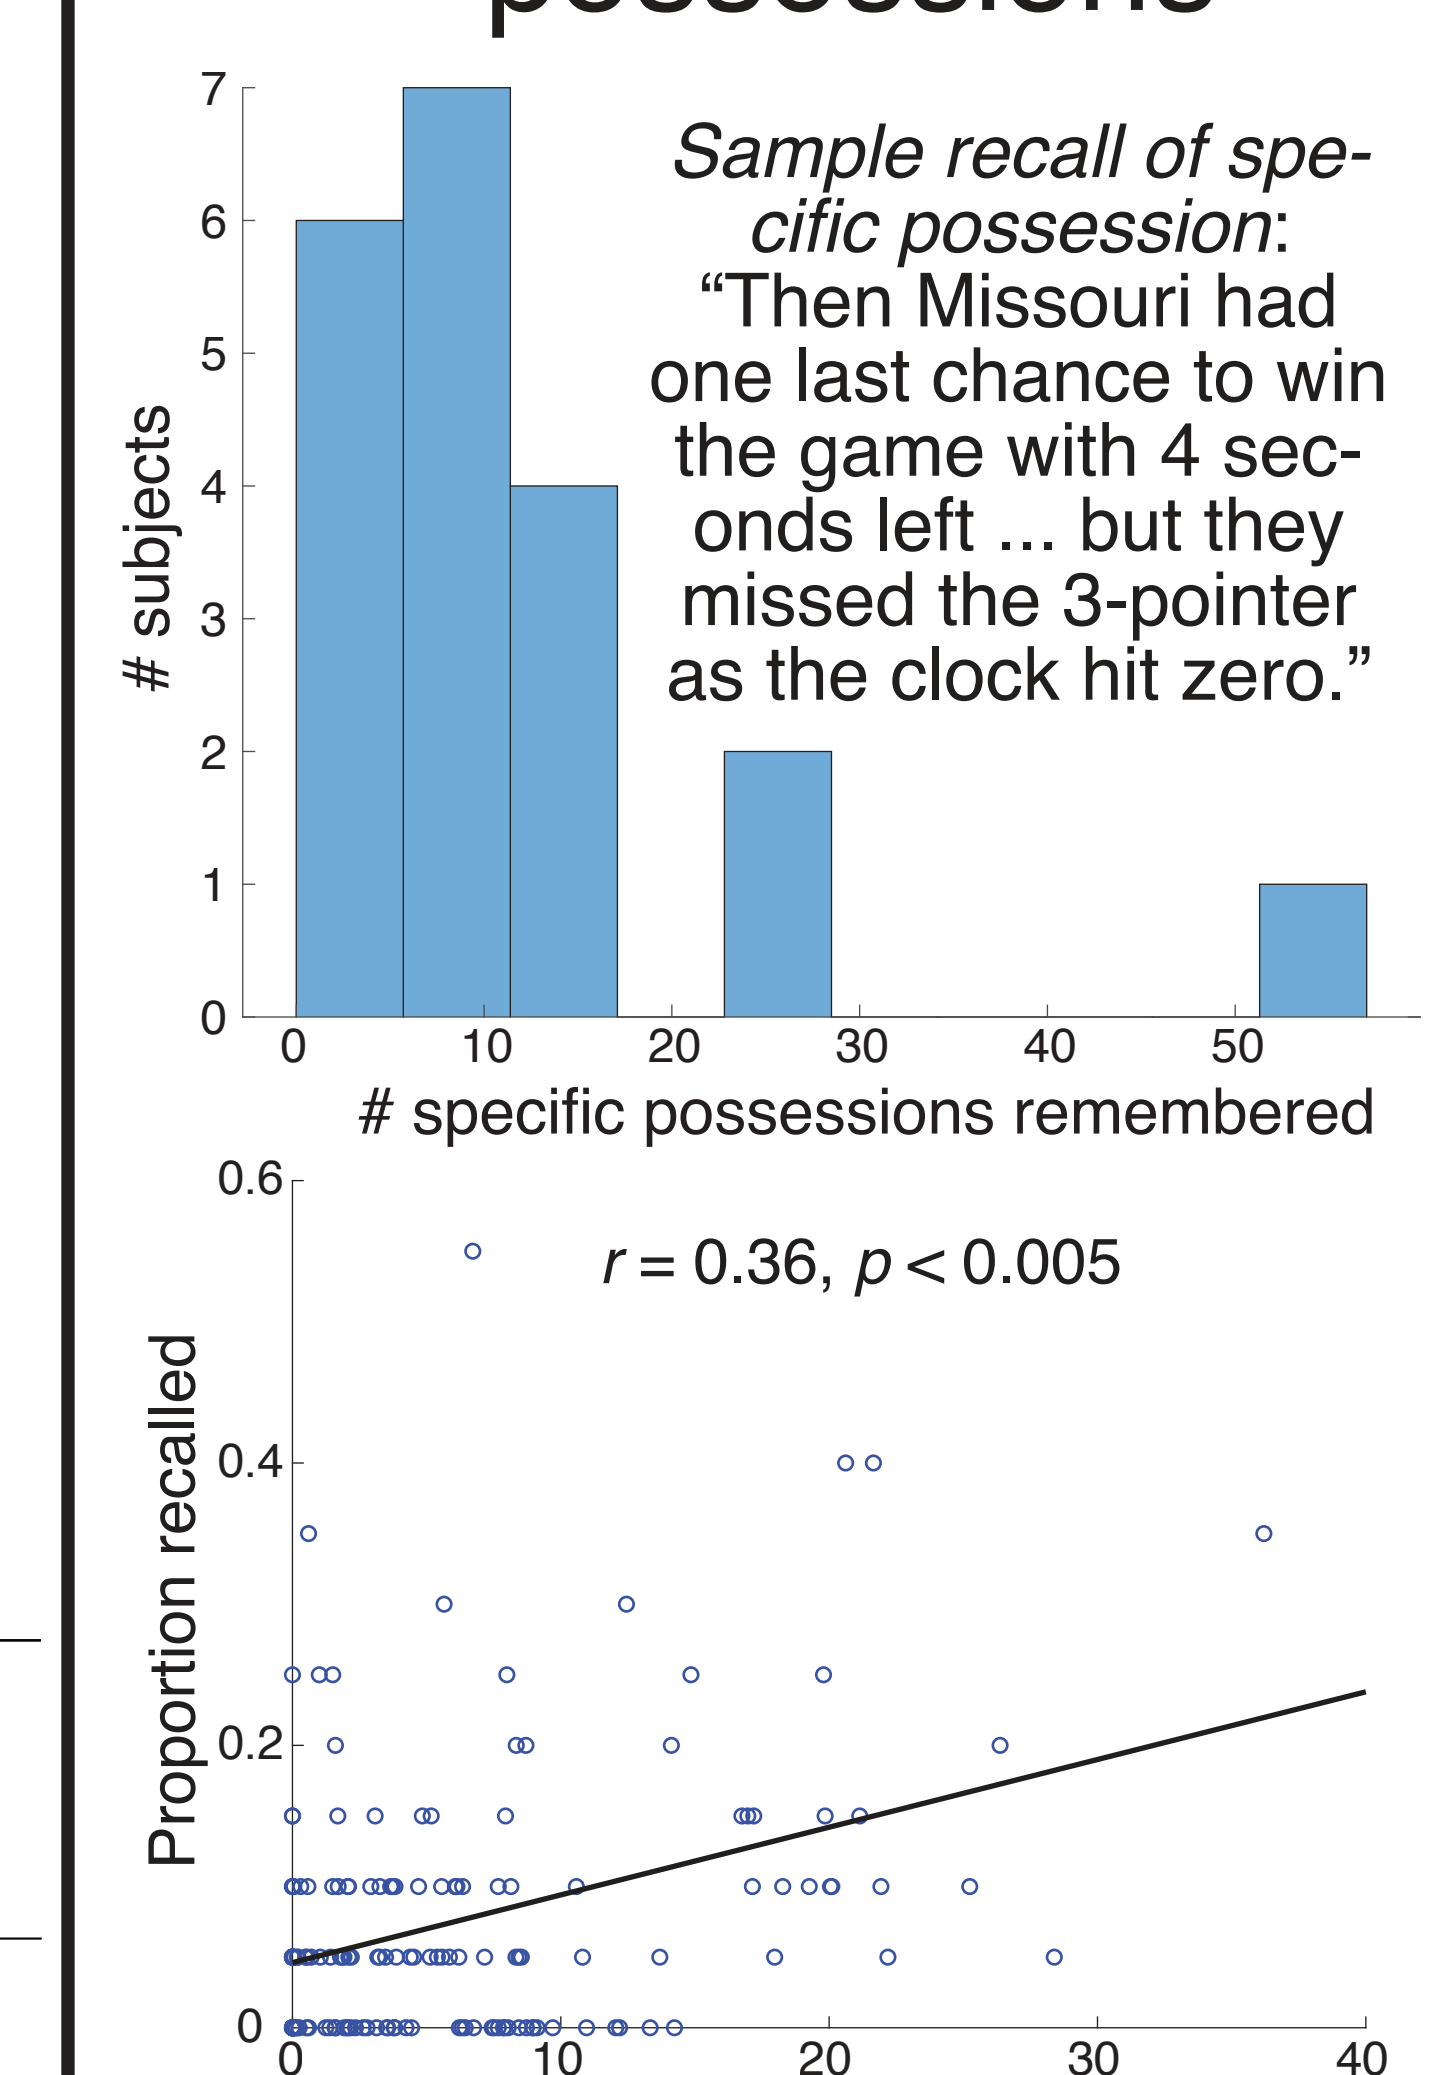 possessions
7
6
5
4
3
2
1
0
# subjects
Sample recall of spe-
cific possession:
“Then Missouri had
one last chance to win
the game with 4 sec-
onds left ... but they
missed the 3-pointer
as the clock hit zero.”
0 10 20 30 40 50
# specific possessions remembered
0.6
0.4
0.2
0
Proportion recalled
r = 0.36, p < 0.005
0 10 20 30 40